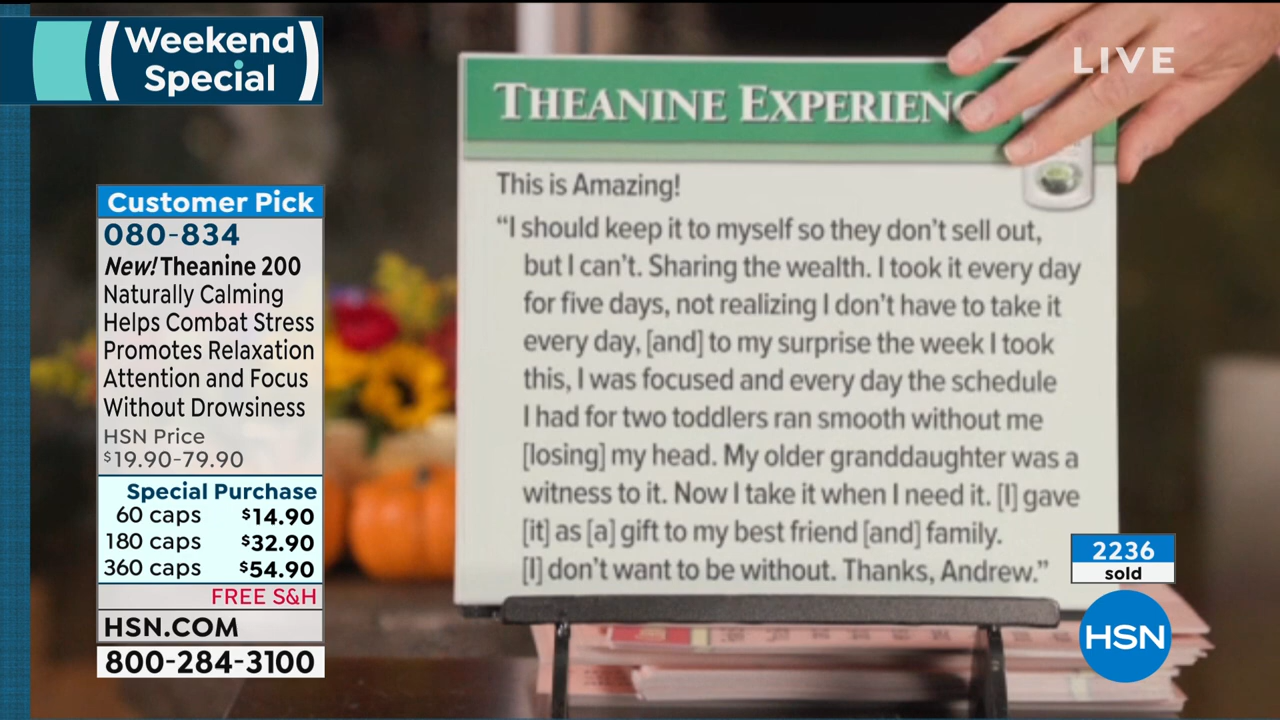 Weekend
Special
LIVE
Customer Pick
080-834
New! Theanine 200
Naturally Calming
Helps Combat Stress
Promotes Relaxation
Attention and Focus
Without Drowsiness
HSN Price
$19.90-79.90
Special Purchase
60 caps $14.90
180 caps $32.90
360 caps $54.90
FREE S&H
HSN.COM
800-284-3100
THEANINE
This is Amazing!
“I should keep it to myself so they don’t sell out,
but I can’t. Sharing the wealth. I took it every day
for five days, not realizing I don’t have to take it
every day, [and] to my surprise the week I took
this, I was focused and every day the schedule
I had for two toddlers ran smooth without me
[losing] my head. My older granddaughter was a
witness to it. Now I take it when I need it. [I] gave
[it] as [a] gift to my best friend [and] family.
[I] don’t want to be without. Thanks, Andrew.”
2236
sold
HSN